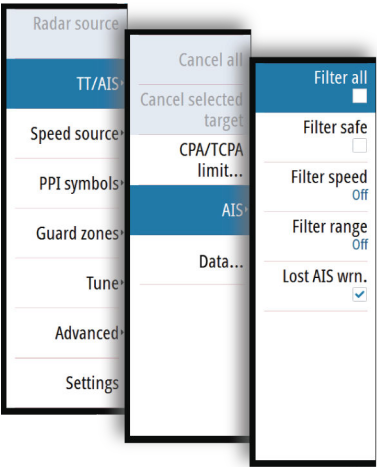 Radar source
TT/AIS
Speed source
PPI symbols
Guard zones
Tune
Advanced
Settings
Cancel all
Cancel selected
target
CPA/TCPA
limit...
AIS
Data...
Filter all
Filter safe
Filter speed
Off
Filter range
Off
Lost AIS wrn.